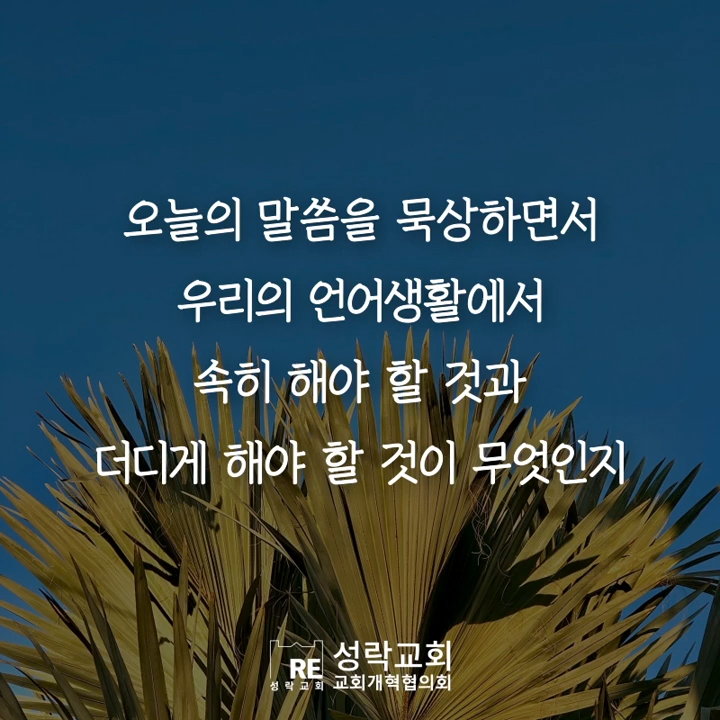 오늘의 말씀을 묵상하면서
우리의 언어생활에서
속히 해야 할 것과
더디게 해야 할 것이 무엇인지
RE
성락교회
성락교회
교회개혁협의회